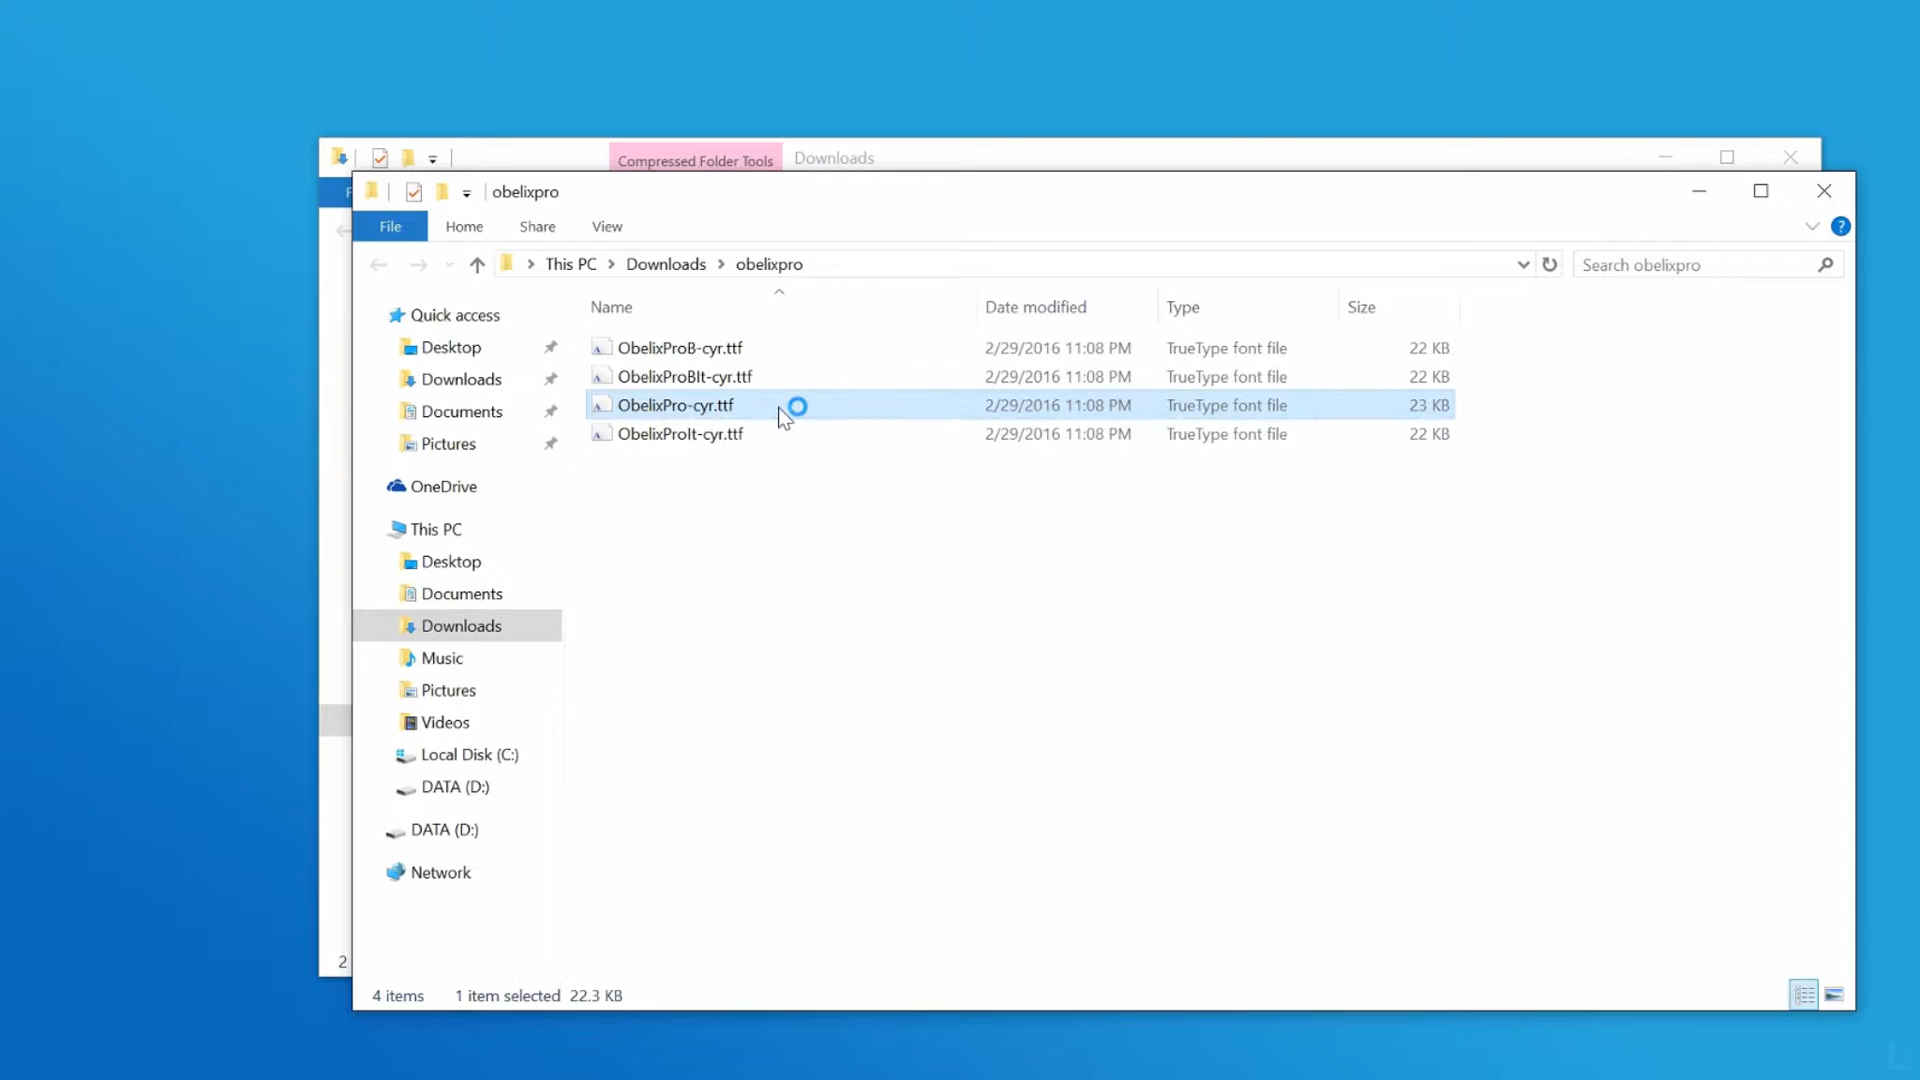 Compressed Folder Tools Downloads
obelixpro
File Home Share View
This PC Downloads obelixpro Search obelixpro
Name Date modified Type Size
Quick access
Desktop
Downloads
Documents
Pictures
OneDrive
This PC
Desktop
Documents
Downloads
Music
Pictures
Videos
Local Disk (C:)
DATA (D:)
DATA (D:)
Network
ObelixProB-cyr.ttf 2/29/2016 11:08 PM TrueType font file 22 KB
ObelixProBIt-cyr.ttf 2/29/2016 11:08 PM TrueType font file 22 KB
ObelixPro-cyr.ttf 2/29/2016 11:08 PM TrueType font file 23 KB
ObelixProIt-cyr.ttf 2/29/2016 11:08 PM TrueType font file 22 KB
2
4 items 1 item selected 22.3 KB